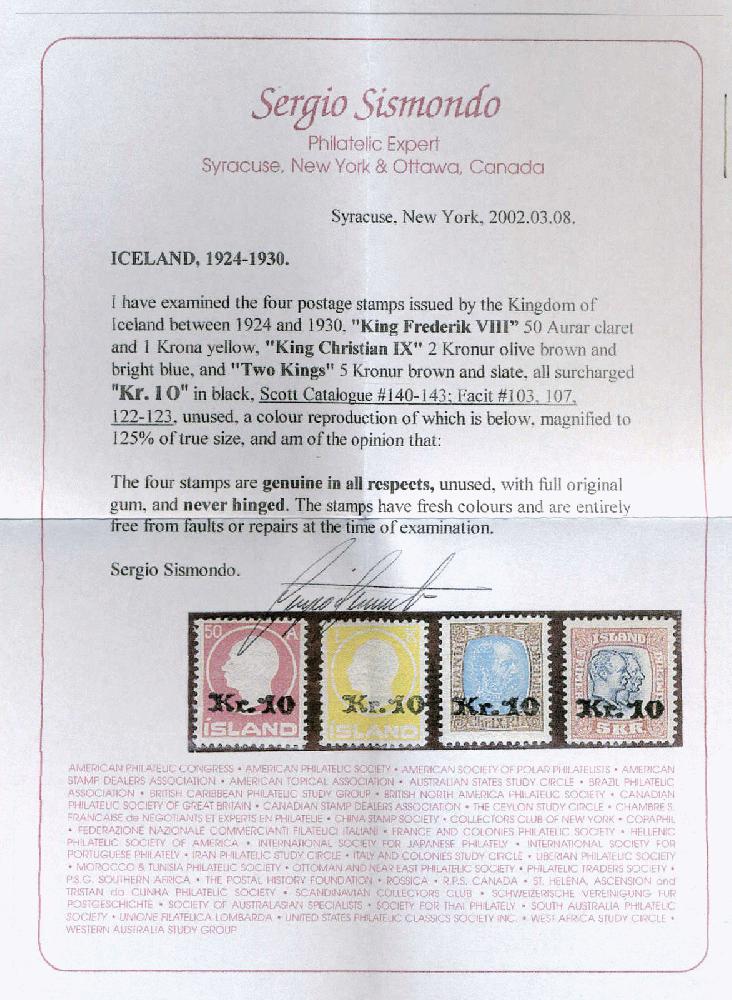 Sergio Sismondo
Philatelic Expert
Syracuse, New York & Ottawa, Canada
Syracuse, New York, 2002.03.08.
ICELAND, 1924-1930.
I have examined the four postage stamps issued by the Kingdom of
Iceland between 1924 and 1930, "King Frederik VIII" 50 Aurar claret
and 1 Krona yellow, "King Christian IX" 2 Kronur olive brown and
bright blue, and "Two Kings" 5 Kronur brown and slate, all surcharged
"Kr. 10" in black, Scott Catalogue #140-143; Facit #103, 107,
122-123, unused, a colour reproduction of which is below, magnified to
125% of true size, and am of the opinion that:
The four stamps are genuine in all respects, unused, with full original
gum, and never hinged. The stamps have fresh colours and are entirely
free from faults or repairs at the time of examination.
Sergio Sismondo.
50 A
ISLAND
Kr. 10 Kr. 10 Kr. 10 Kr. 10
ÍSLAND ÍSLAND 5 KR
AMERICAN PHILATELIC CONGRESS • AMERICAN PHILATELIC SOCIETY • AMERICAN SOCIETY OF POLAR PHILATELISTS • AMERICAN
STAMP DEALERS ASSOCIATION • AMERICAN TOPICAL ASSOCIATION • AUSTRALIAN STATES STUDY CIRCLE • BRAZIL PHILATELIC
ASSOCIATION • BRITISH CARIBBEAN PHILATELIC STUDY GROUP • BRITISH NORTH AMERICA PHILATELIC SOCIETY • CANADIAN
PHILATELIC SOCIETY OF GREAT BRITAIN • CANADIAN STAMP DEALERS ASSOCIATION • THE CEYLON STUDY CIRCLE • CHAMBRE S.
FRANCAISE de NEGOTIANTS ET EXPERTS EN PHILATELIE • CHINA STAMP SOCIETY • COLLECTORS CLUB OF NEW YORK • COPAPHIL
• FEDERAZIONE NAZIONALE COMMERCIANTI FILATELICI ITALIANI • FRANCE AND COLONIES PHILATELIC SOCIETY • HELLENIC
PHILATELIC SOCIETY OF AMERICA • INTERNATIONAL SOCIETY FOR JAPANESE PHILATELY • INTERNATIONAL SOCIETY FOR
PORTUGUESE PHILATELY • IRAN PHILATELIC STUDY CIRCLE • ITALY AND COLONIES STUDY CIRCLE • LIBERIAN PHILATELIC SOCIETY
• MOROCCO & TUNISIA PHILATELIC SOCIETY • OTTOMAN AND NEAR EAST PHILATELIC SOCIETY • PHILATELIC TRADERS SOCIETY •
P.S.G. SOUTHERN AFRICA • THE POSTAL HISTORY FOUNDATION • ROSSICA • R.P.S. CANADA • ST. HELENA, ASCENSION and
TRISTAN da CUNHA PHILATELIC SOCIETY • SCANDINAVIAN COLLECTORS CLUB • SCHWEIZERISCHE VEREINIGUNG FUR
POSTGESCHICHTE • SOCIETY OF AUSTRALASIAN SPECIALISTS • SOCIETY FOR THAI PHILATELY • SOUTH AUSTRALIA PHILATELIC
SOCIETY • UNIONE FILATELICA LOMBARDA • UNITED STATES PHILATELIC CLASSICS SOCIETY INC. • WEST AFRICA STUDY CIRCLE •
WESTERN AUSTRALIA STUDY GROUP